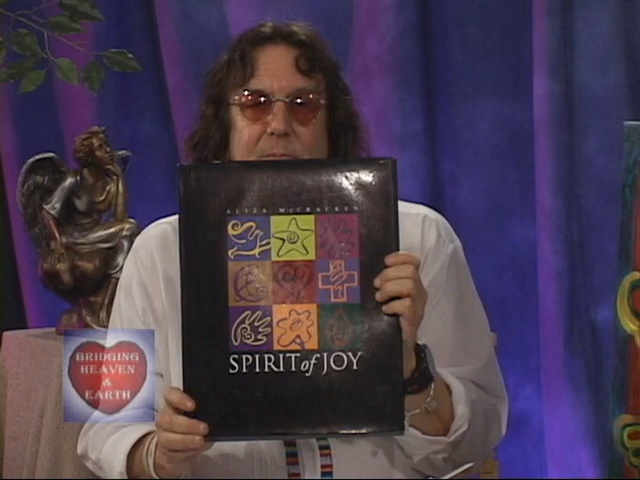 ALIZA McCRACKEN
SPIRIT of JOY
BRIDGING
HEAVEN
&
EARTH